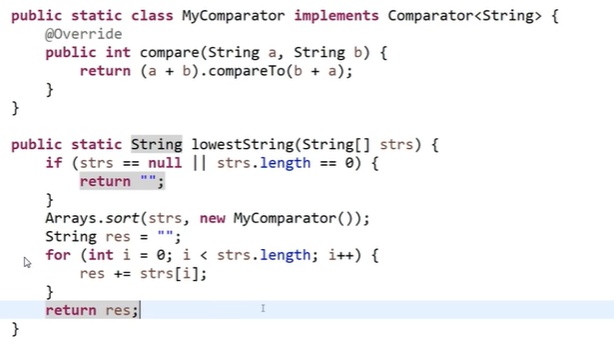 public static class MyComparator implements Comparator<String> {
    @Override
    public int compare(String a, String b) {
        return (a + b).compareTo(b + a);
    }
}

public static String lowestString(String[] strs) {
    if (strs == null || strs.length == 0) {
        return "";
    }
    Arrays.sort(strs, new MyComparator());
    String res = "";
    for (int i = 0; i < strs.length; i++) {
        res += strs[i];
    }
    return res;
}